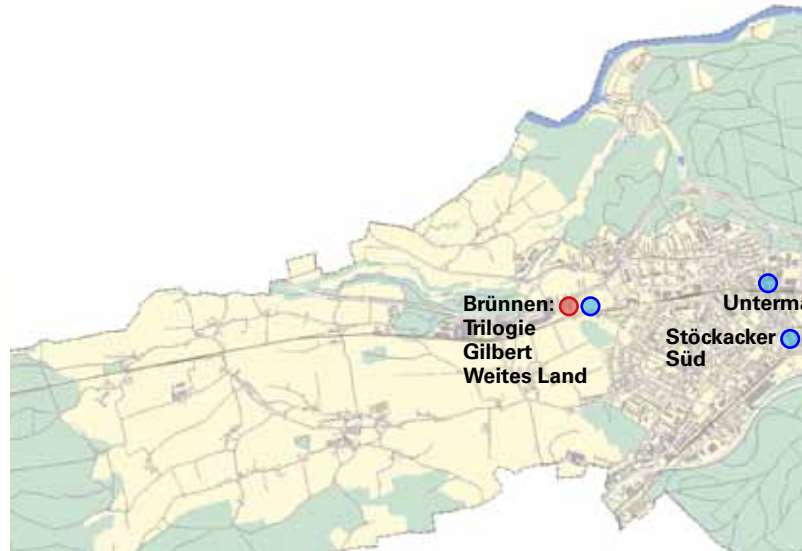 Brünnen:
Trilogie
Gilbert
Weites Land
Unterma
Stöckacker
Süd